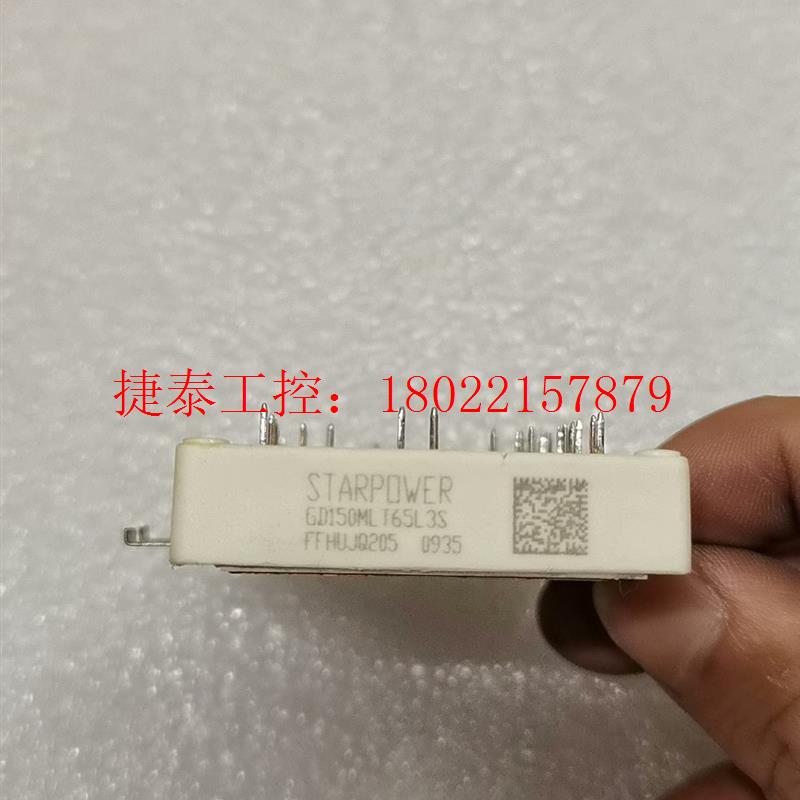 捷泰工控：18022157879
STARPOWER
GD150MLT65L3S
FFHUJQ205 0935